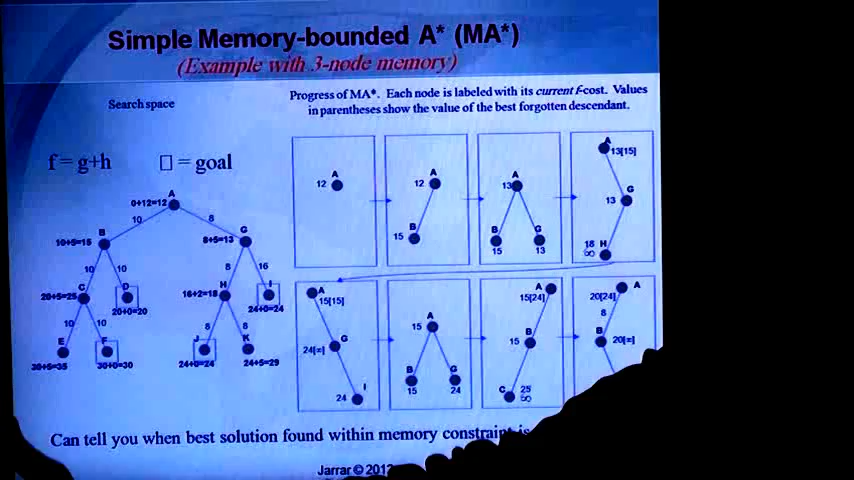 Simple Memory-bounded A* (MA*)
(Example with 3-node memory)
Search space
Progress of MA*. Each node is labeled with its current f-cost. Values
in parentheses show the value of the best forgotten descendant.
f = g+h
□ = goal
A
0+12=12
10
8
B
10+5=15
G
8+5=13
10
10
8
16
C
20+5=25
D
20+0=20
H
16+2=18
I
24+0=24
10
10
8
8
E
30+5=35
F
30+0=30
J
24+0=24
K
24+5=29
A
12
A
12
B
15
A
13
B
15
G
13
A
13[15]
G
13
18 H
∞
A
15[15]
G
24[∞]
I
24
A
15
B
15
G
24
A
15[24]
B
15
C 25
∞
A
20[24]
8
B
20[∞]
Can tell you when best solution found within memory constraint is
Jarrar © 2012